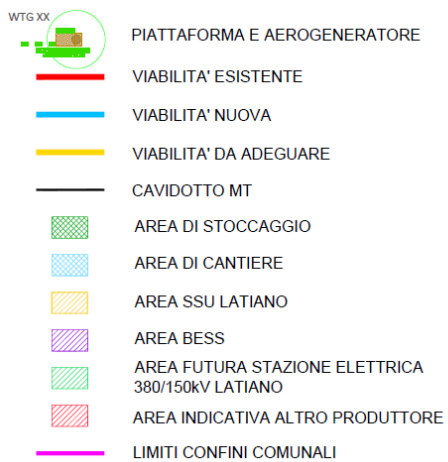 WTG XX
PIATTAFORMA E AEROGENERATORE
VIABILITA' ESISTENTE
VIABILITA' NUOVA
VIABILITA' DA ADEGUARE
CAVIDOTTO MT
AREA DI STOCCAGGIO
AREA DI CANTIERE
AREA SSU LATIANO
AREA BESS
AREA FUTURA STAZIONE ELETTRICA
380/150kV LATIANO
AREA INDICATIVA ALTRO PRODUTTORE
LIMITI CONFINI COMUNALI